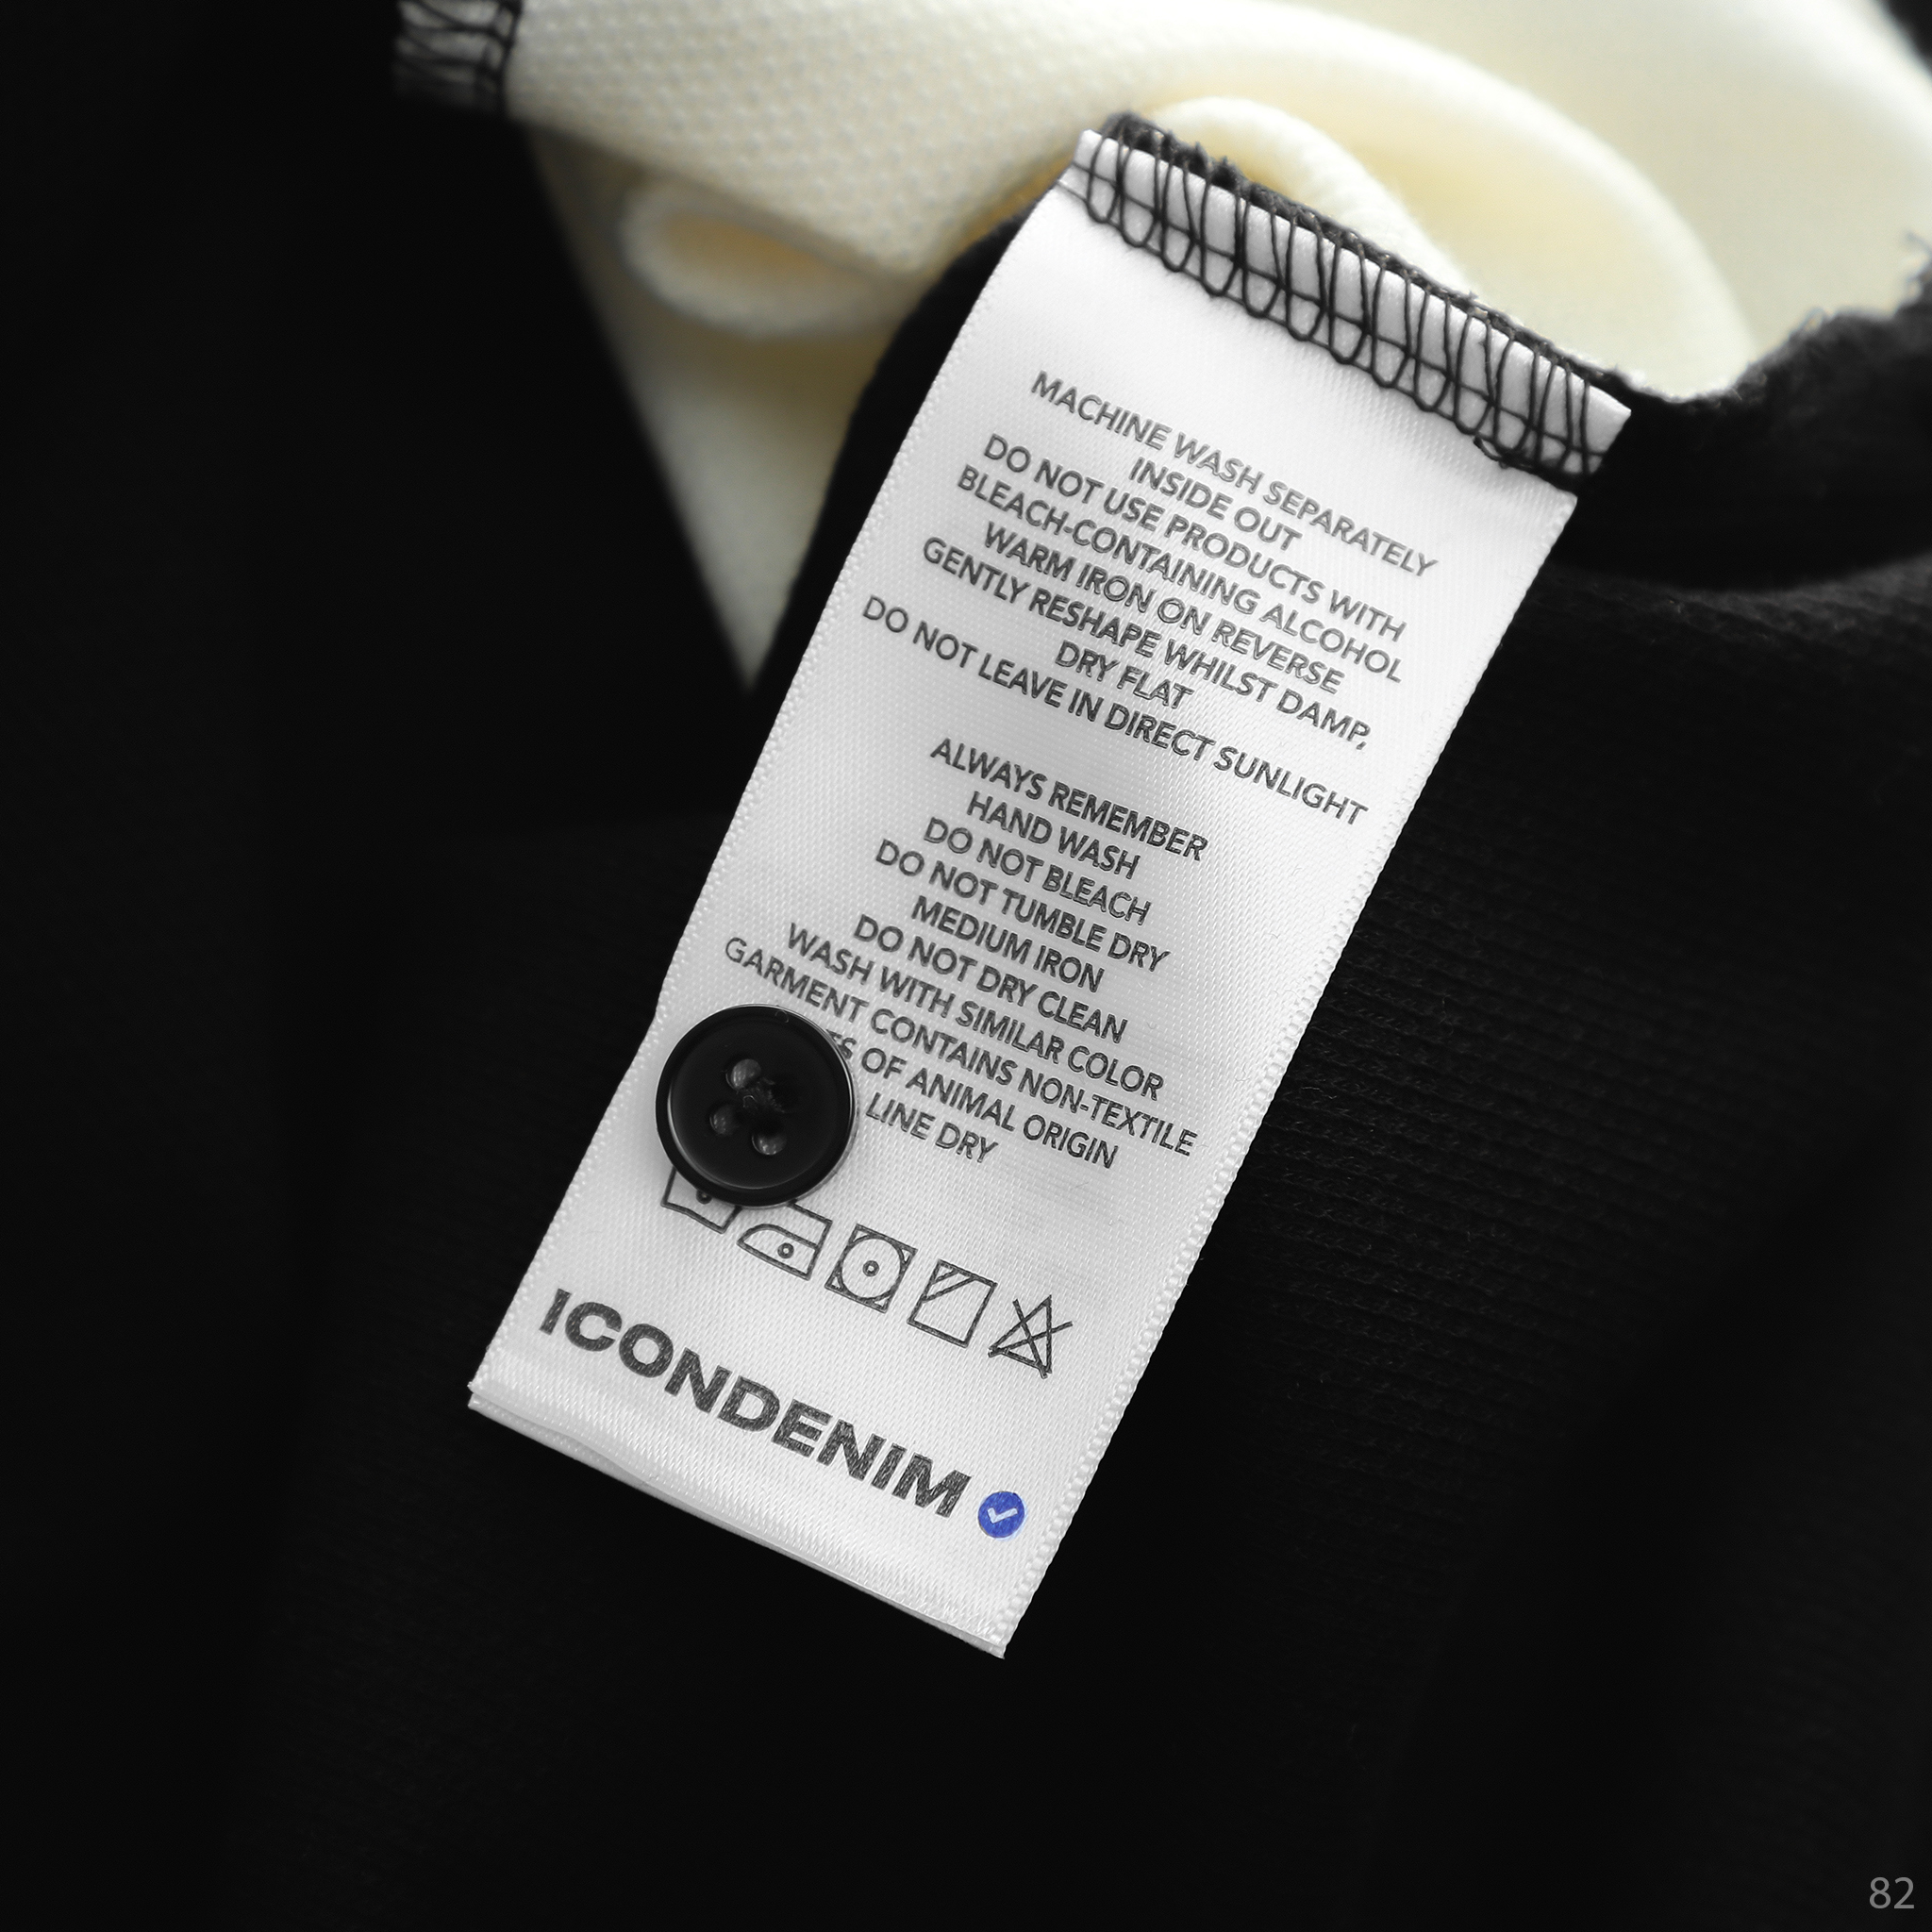 MACHINE WASH SEPARATELY
INSIDE OUT
DO NOT USE PRODUCTS WITH
BLEACH-CONTAINING ALCOHOL
WARM IRON ON REVERSE
GENTLY RESHAPE WHILST DAMP,
DRY FLAT
DO NOT LEAVE IN DIRECT SUNLIGHT
ALWAYS REMEMBER
HAND WASH
DO NOT BLEACH
DO NOT TUMBLE DRY
MEDIUM IRON
DO NOT DRY CLEAN
WASH WITH SIMILAR COLOR
GARMENT CONTAINS NON-TEXTILE
OF ANIMAL ORIGIN
LINE DRY
ICONDENIM
82